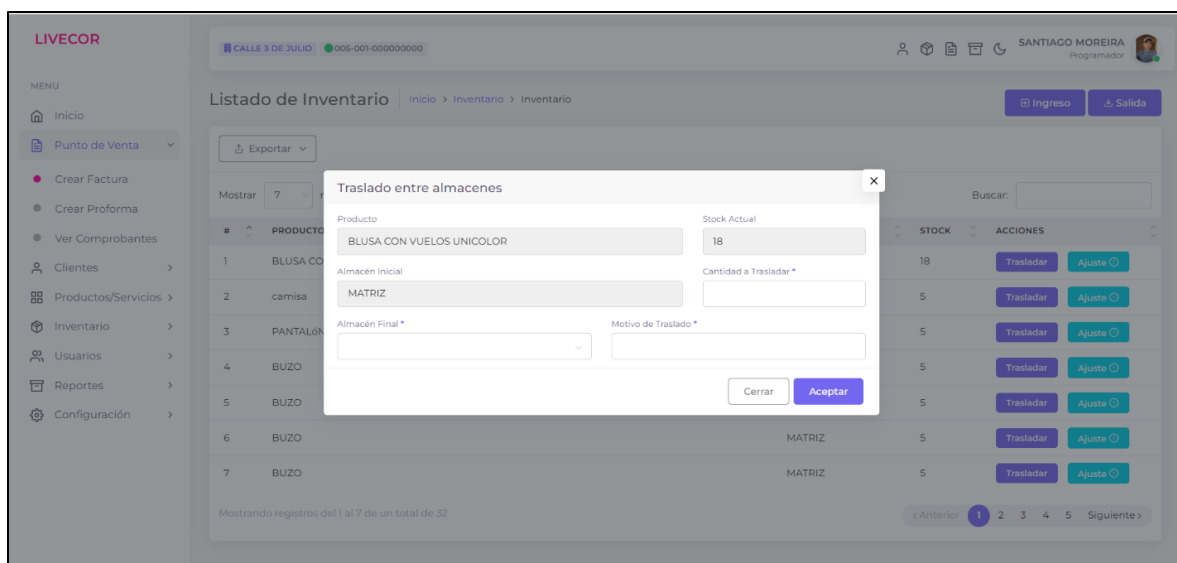 LIVECOR
CALLE 3 DE JULIO 005-001-000000000 SANTIAGO MOREIRA
Programador
MENU
Listado de Inventario Inicio > Inventario > Inventario Ingreso Salida
Inicio
Punto de Venta
Exportar
Crear Factura
Crear Proforma
Ver Comprobantes
Clientes
Productos/Servicios
Inventario
Usuarios
Reportes
Configuración
Mostrar 7 Buscar:
Traslado entre almacenes
Producto Stock Actual
BLUSA CON VUELOS UNICOLOR 18
Almacén Inicial Cantidad a Trasladar *
MATRIZ
Almacén Final * Motivo de Traslado *
Cerrar Aceptar
# PRODUCTO STOCK ACCIONES
1 BLUSA CO 18 Trasladar Ajuste
2 camisa 5 Trasladar Ajuste
3 PANTALóN 5 Trasladar Ajuste
4 BUZO 5 Trasladar Ajuste
5 BUZO 5 Trasladar Ajuste
6 BUZO MATRIZ 5 Trasladar Ajuste
7 BUZO MATRIZ 5 Trasladar Ajuste
Mostrando registros del 1 al 7 de un total de 32 < Anterior 1 2 3 4 5 Siguiente >